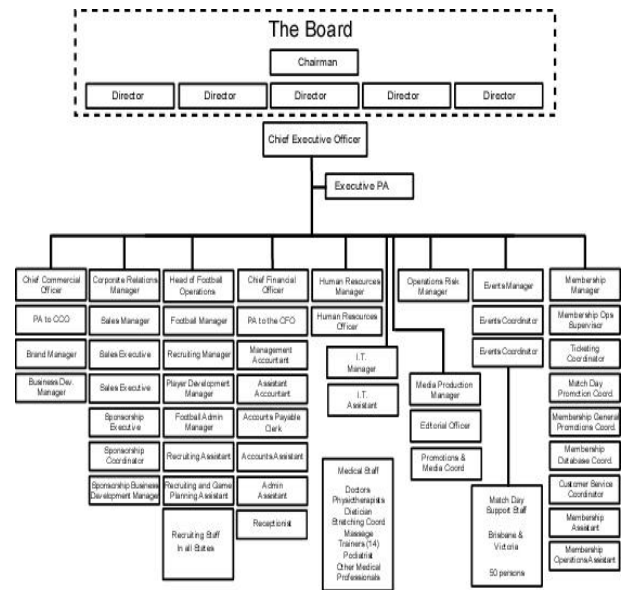 The Board
Chairman
Director
Director
Director
Director
Director
Chief Executive Officer
Executive PA
Chief Commercial
Officer
PA to CCO
Brand Manager
Business Dev.
Manager
Corporate Relations
Manager
Sales Manager
Sales Executive
Sales Executive
Sponsorship
Executive
Sponsorship
Coordinator
Sponsorship Business
Development Manager
Head of Football
Operations
Football Manager
Recruiting Manager
Player Development
Manager
Football Admin
Manager
Recruiting Assistant
Recruiting and Game
Planning Assistant
Recruiting Staff
In all States
Chief Financial
Officer
PA to the CFO
Management
Accountant
Assistant
Accountant
Accounts Payable
Clerk
Accounts Assistant
Admin
Assistant
Receptionist
Human Resources
Manager
Human Resources
Officer
I.T.
Manager
I.T.
Assistant
Medical Staff
Doctors
Physiotherapists
Dietician
Stretching Coord
Massage
Trainers (14)
Podiatrist
Other Medical
Professionals
Operations Risk
Manager
Media Production
Manager
Edtorial Officer
Promotions &
Media Coord
Events Manager
Events Coordinator
Events Coordinator
Match Day
Support Staff
Brisbane &
Victoria
50 persons
Membership
Manager
Membership Ops
Supervisor
Ticketing
Coordinator
Match Day
Promotion Coord
Membership General
Promotions Coord.
Membership
Database Coord.
Customer Service
Coordinator
Membership
Assistant
Membership
Operations Assistant